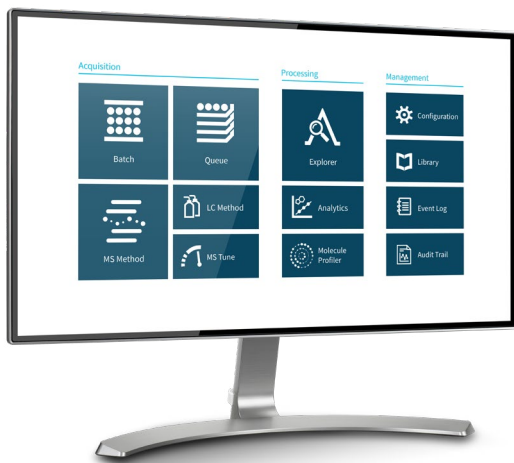 Acquisition
Batch
Queue
MS Method
LC Method
MS Tune
Processing
Explorer
Analytics
Molecule
Profiler
Management
Configuration
Library
Event Log
Audit Trail